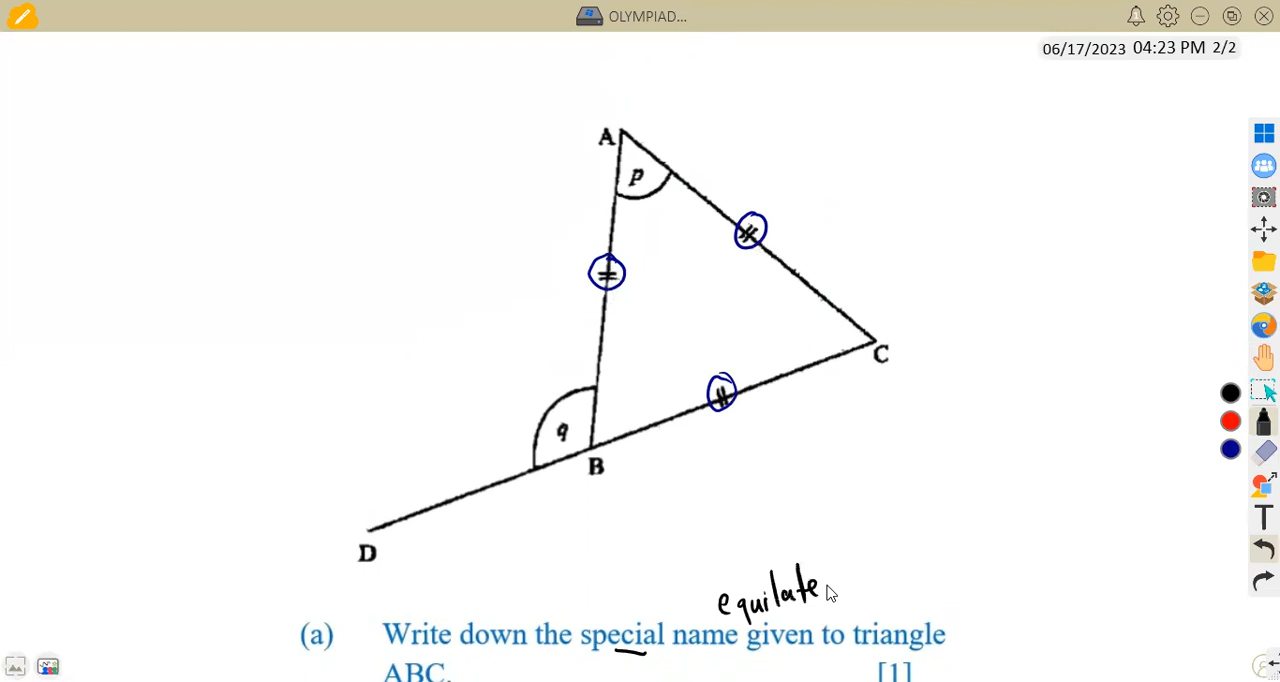 OLYMPIAD...
06/17/2023 04:23 PM 2/2
A
p
C
q
B
D
equilate
(a) Write down the special name given to triangle
ABC. [1]
T